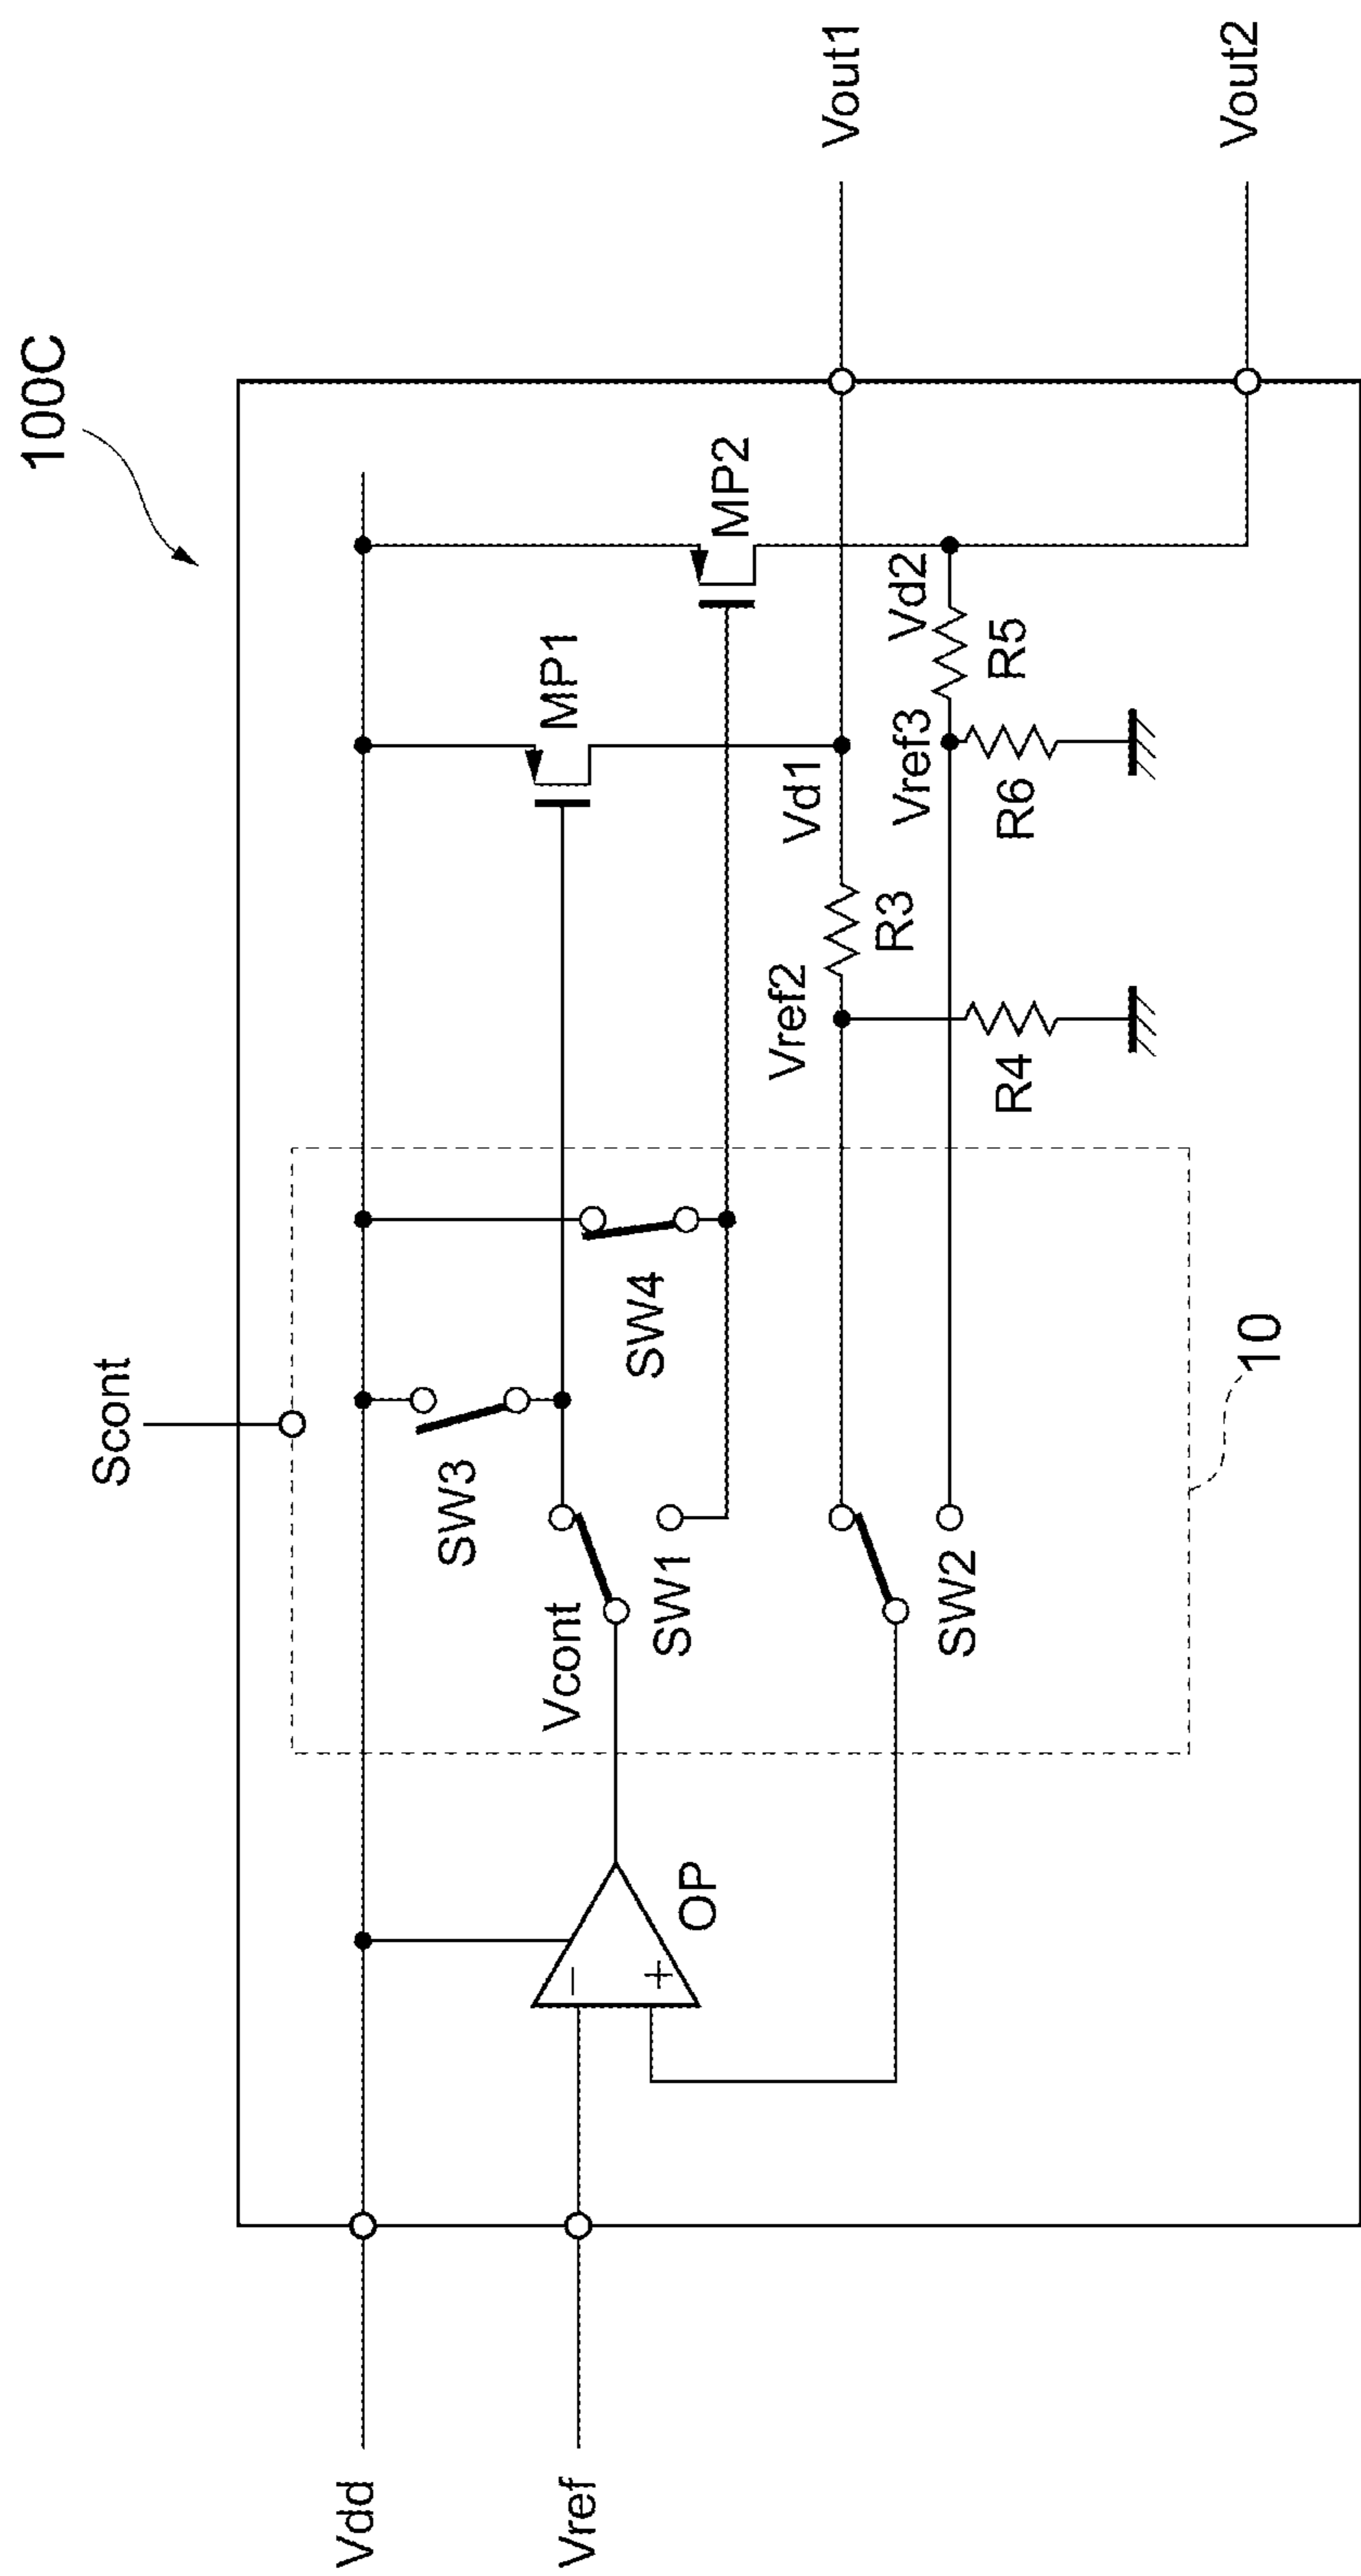 100C
Scont
Vdd
Vref
OP
−
+
Vcont
SW1
SW2
SW3
SW4
10
MP1
MP2
Vd1
Vd2
Vref2
Vref3
R3
R4
R5
R6
Vout1
Vout2